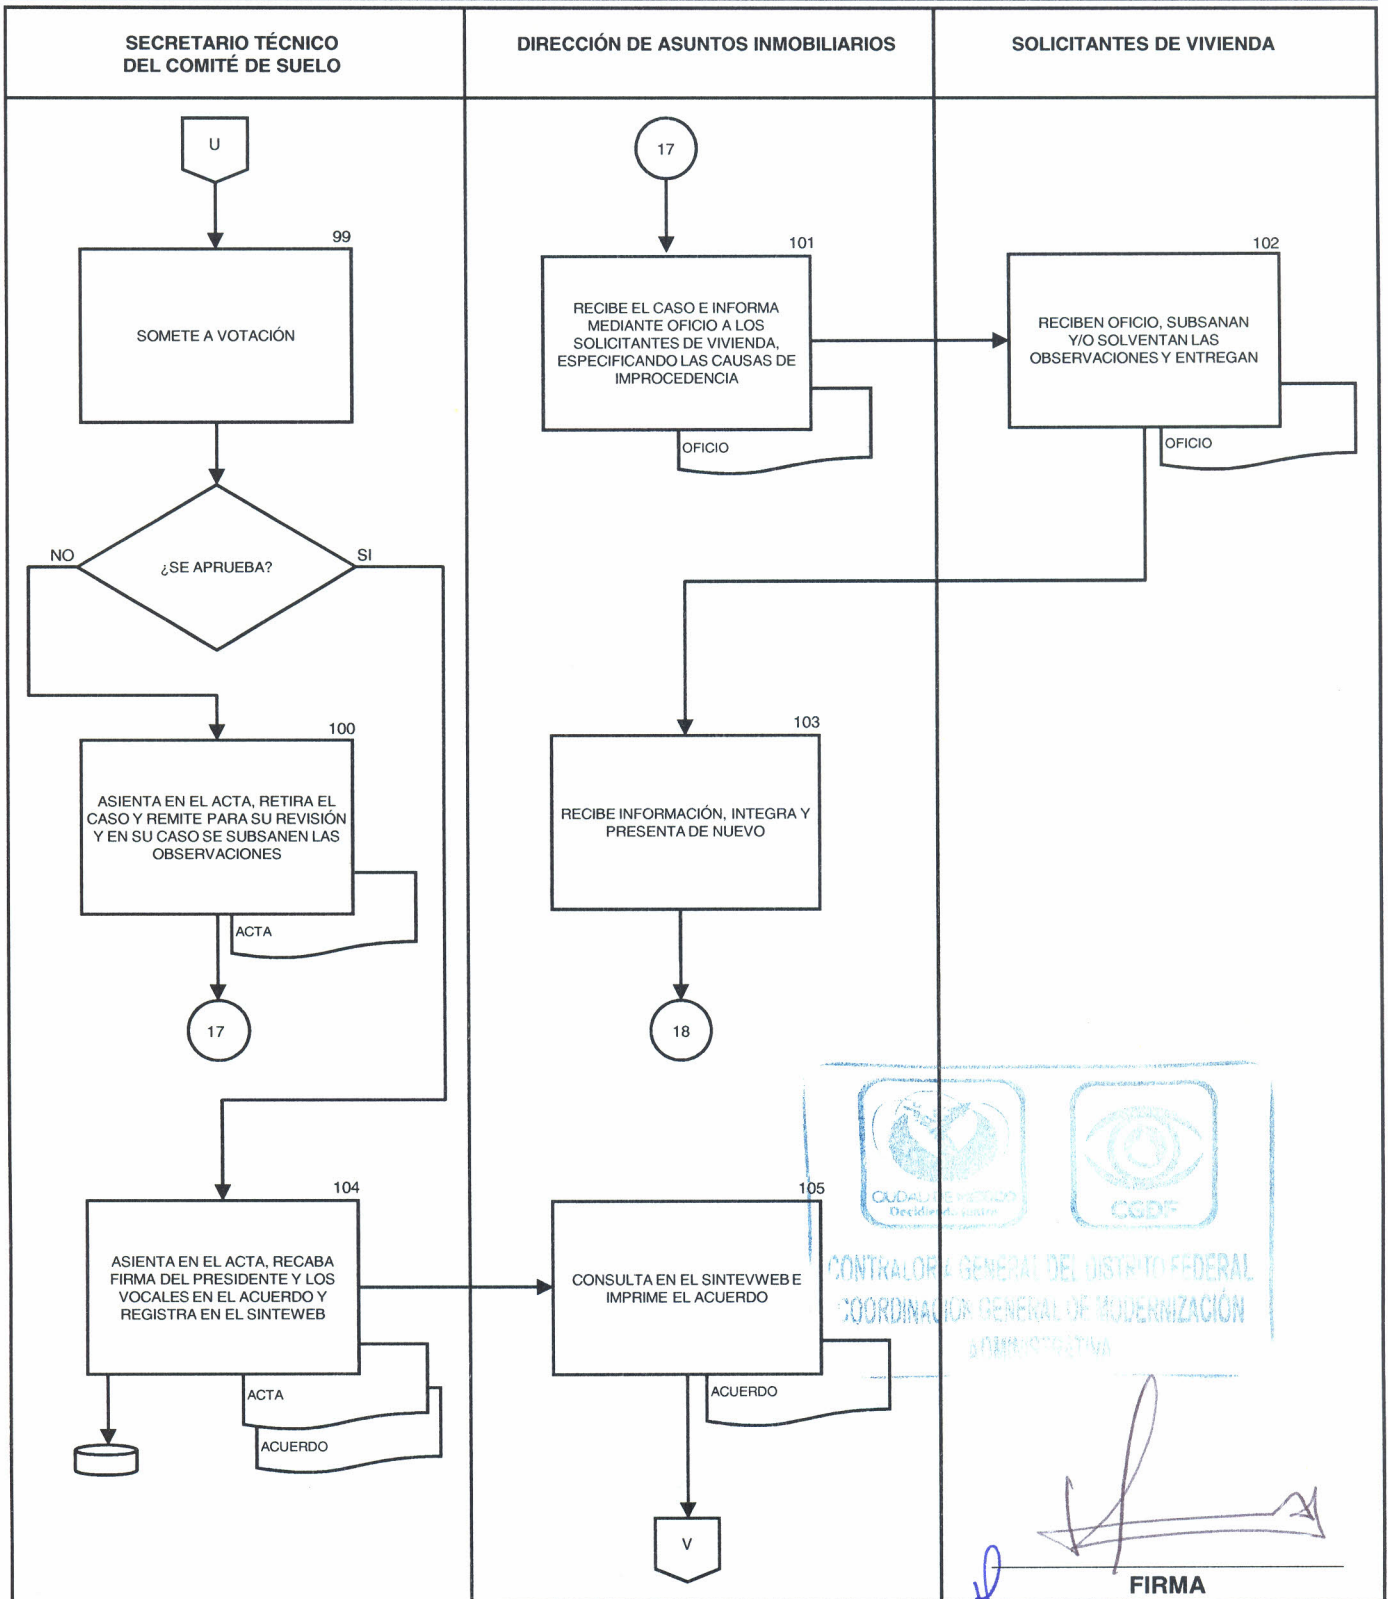 SECRETARIO TÉCNICO
DEL COMITÉ DE SUELO
DIRECCIÓN DE ASUNTOS INMOBILIARIOS
SOLICITANTES DE VIVIENDA
U
99
SOMETE A VOTACIÓN
NO
¿SE APRUEBA?
SI
100
ASIENTA EN EL ACTA, RETIRA EL
CASO Y REMITE PARA SU REVISIÓN
Y EN SU CASO SE SUBSANEN LAS
OBSERVACIONES
ACTA
17
104
ASIENTA EN EL ACTA, RECABA
FIRMA DEL PRESIDENTE Y LOS
VOCALES EN EL ACUERDO Y
REGISTRA EN EL SINTEWEB
ACTA
ACUERDO
17
101
RECIBE EL CASO E INFORMA
MEDIANTE OFICIO A LOS
SOLICITANTES DE VIVIENDA,
ESPECIFICANDO LAS CAUSAS DE
IMPROCEDENCIA
OFICIO
103
RECIBE INFORMACIÓN, INTEGRA Y
PRESENTA DE NUEVO
18
105
CONSULTA EN EL SINTEVWEB E
IMPRIME EL ACUERDO
ACUERDO
V
102
RECIBEN OFICIO, SUBSANAN
Y/O SOLVENTAN LAS
OBSERVACIONES Y ENTREGAN
OFICIO
CIUDAD DE MÉXICO
Decidiendo Juntos
CGDF
CONTRALORÍA GENERAL DEL DISTRITO FEDERAL
COORDINACIÓN GENERAL DE MODERNIZACIÓN
ADMINISTRATIVA
FIRMA